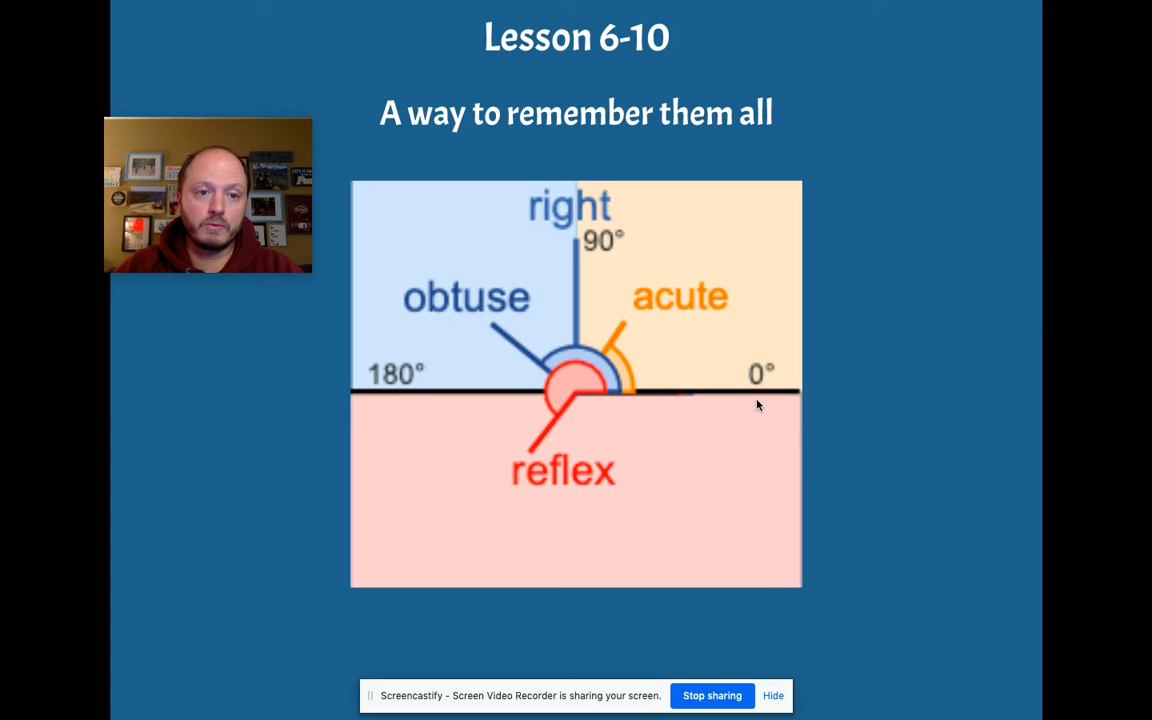 Lesson 6-10
A way to remember them all
right
90°
obtuse
acute
180°
0°
reflex
Screencastify - Screen Video Recorder is sharing your screen.
Stop sharing
Hide